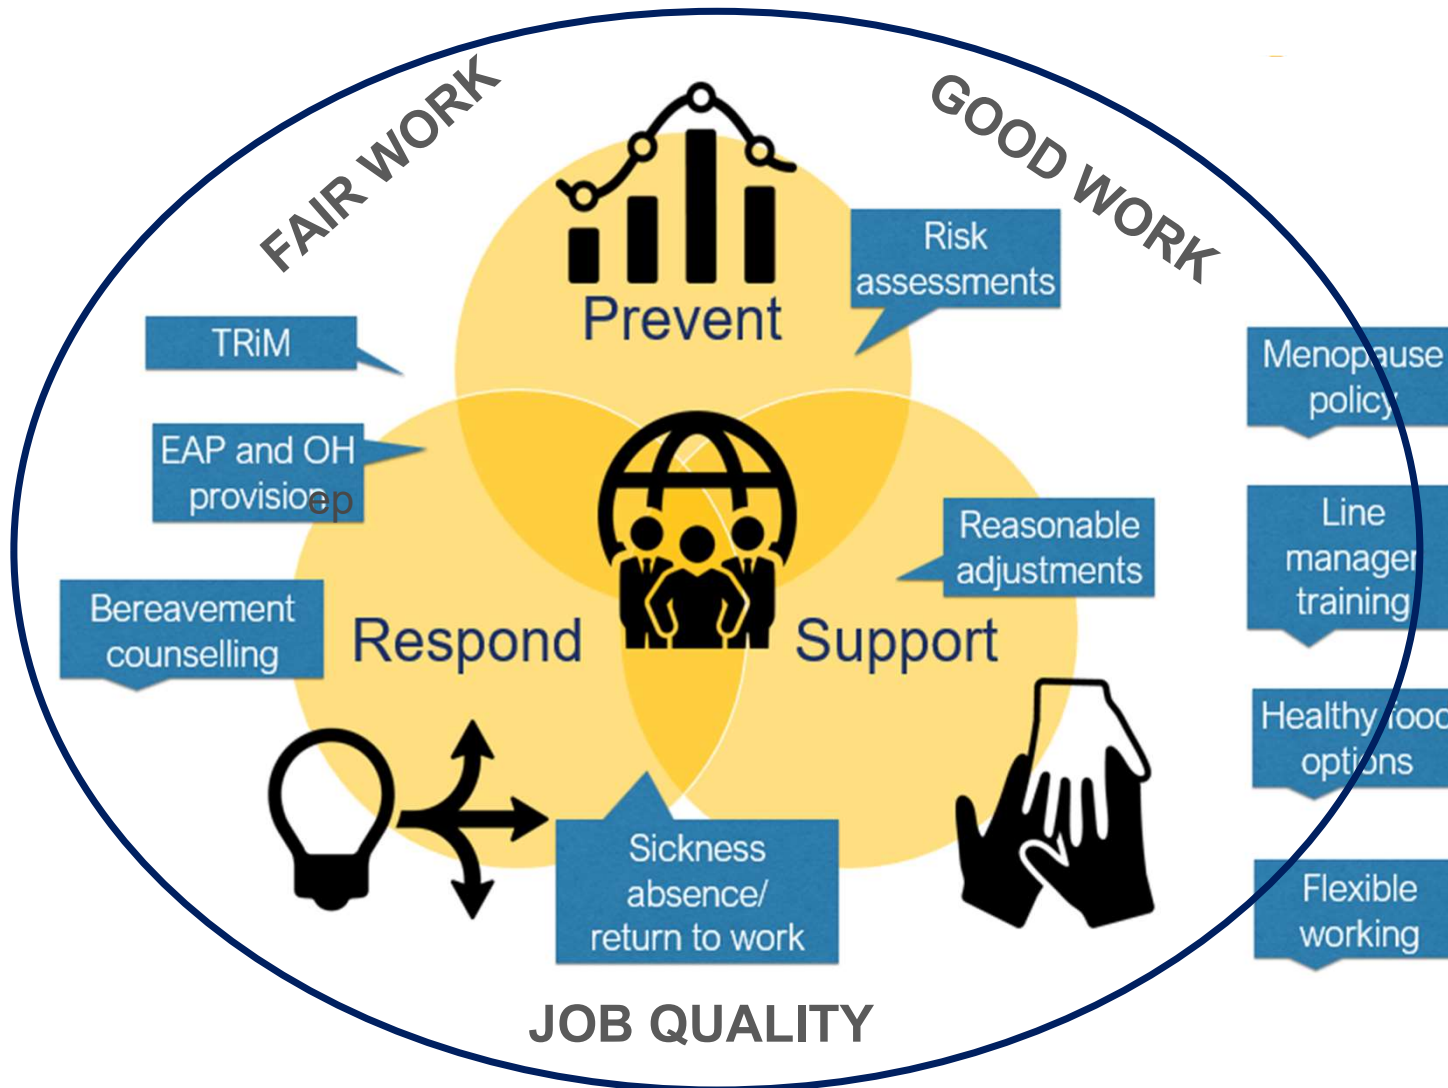 FAIR WORK
GOOD WORK
Prevent
Risk
assessments
TRiM
EAP and OH
provision
ep
Bereavement
counselling
Respond
Support
Reasonable
adjustments
Sickness
absence/
return to work
Menopause
policy
Line
manager
training
Healthy food
options
Flexible
working
JOB QUALITY